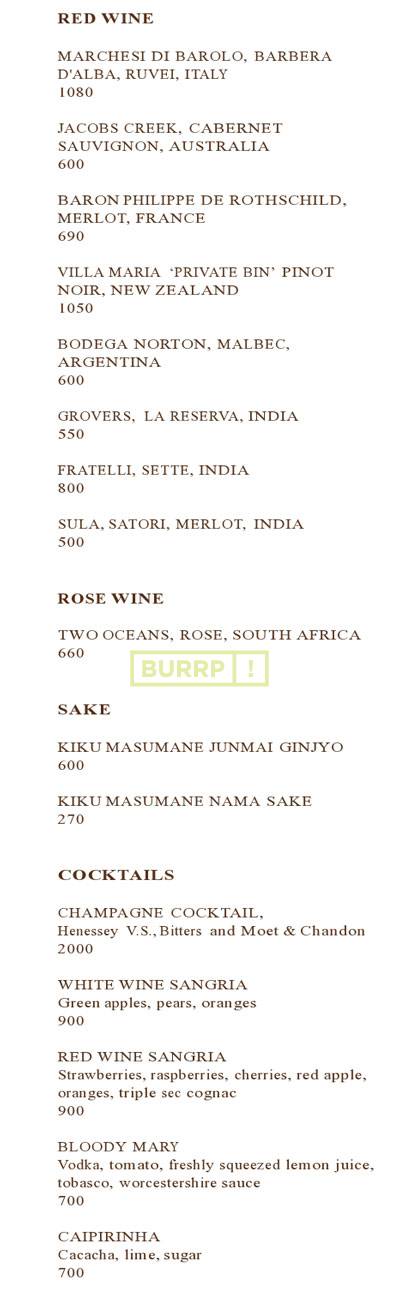 RED WINE
MARCHESI DI BAROLO, BARBERA
D'ALBA, RUVEI, ITALY
1080
JACOBS CREEK, CABERNET
SAUVIGNON, AUSTRALIA
600
BARON PHILIPPE DE ROTHSCHILD,
MERLOT, FRANCE
690
VILLA MARIA ‘PRIVATE BIN’ PINOT
NOIR, NEW ZEALAND
1050
BODEGA NORTON, MALBEC,
ARGENTINA
600
GROVERS, LA RESERVA, INDIA
550
FRATELLI, SETTE, INDIA
800
SULA, SATORI, MERLOT, INDIA
500
ROSE WINE
TWO OCEANS, ROSE, SOUTH AFRICA
660
BURRP !
SAKE
KIKU MASUMANE JUNMAI GINJYO
600
KIKU MASUMANE NAMA SAKE
270
COCKTAILS
CHAMPAGNE COCKTAIL,
Henessey V.S., Bitters and Moet & Chandon
2000
WHITE WINE SANGRIA
Green apples, pears, oranges
900
RED WINE SANGRIA
Strawberries, raspberries, cherries, red apple,
oranges, triple sec cognac
900
BLOODY MARY
Vodka, tomato, freshly squeezed lemon juice,
tobasco, worcestershire sauce
700
CAIPIRINHA
Cacacha, lime, sugar
700